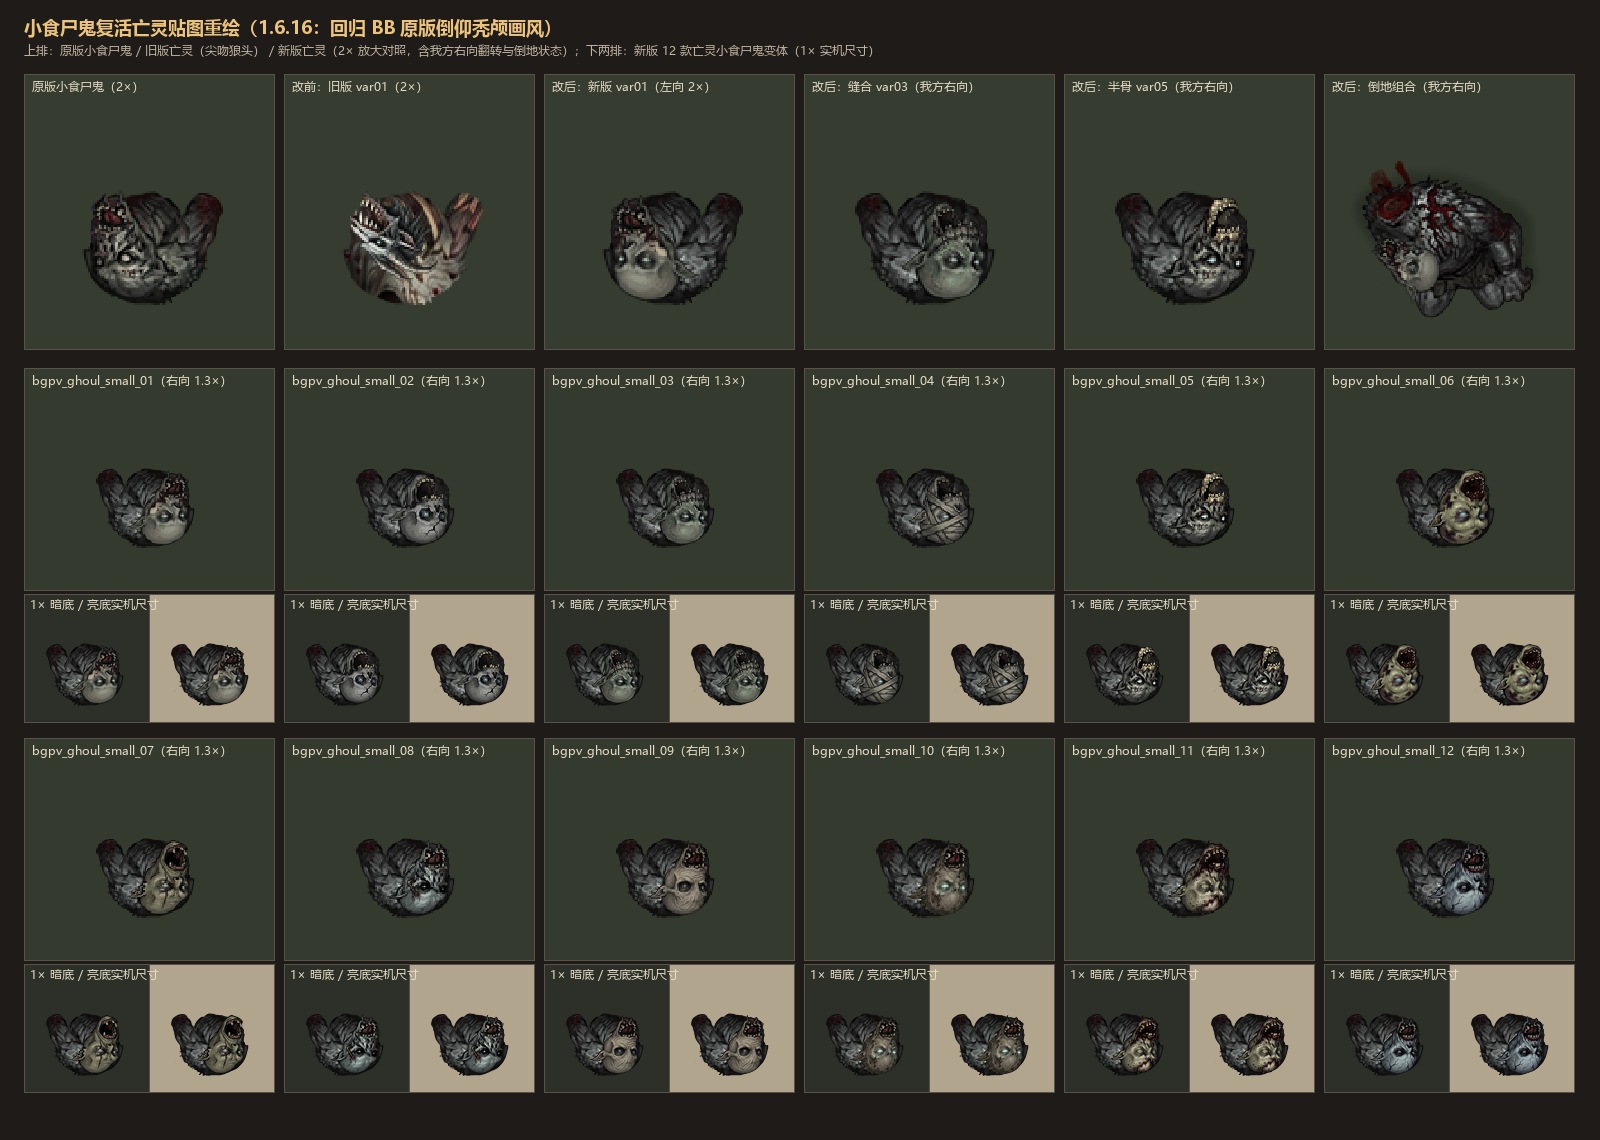 小食尸鬼复活亡灵贴图重绘（1.6.16：回归 BB 原版倒仰秃颅画风）
上排：原版小食尸鬼 / 旧版亡灵（尖吻狼头） / 新版亡灵（2× 放大对照，含我方右向翻转与倒地状态）；下两排：新版 12 款亡灵小食尸鬼变体（1× 实机尺寸）
原版小食尸鬼（2×）
改前：旧版 var01（2×）
改后：新版 var01（左向 2×）
改后：缝合 var03（我方右向）
改后：半骨 var05（我方右向）
改后：倒地组合（我方右向）
bgpv_ghoul_small_01（右向 1.3×）
bgpv_ghoul_small_02（右向 1.3×）
bgpv_ghoul_small_03（右向 1.3×）
bgpv_ghoul_small_04（右向 1.3×）
bgpv_ghoul_small_05（右向 1.3×）
bgpv_ghoul_small_06（右向 1.3×）
1× 暗底 / 亮底实机尺寸
1× 暗底 / 亮底实机尺寸
1× 暗底 / 亮底实机尺寸
1× 暗底 / 亮底实机尺寸
1× 暗底 / 亮底实机尺寸
1× 暗底 / 亮底实机尺寸
bgpv_ghoul_small_07（右向 1.3×）
bgpv_ghoul_small_08（右向 1.3×）
bgpv_ghoul_small_09（右向 1.3×）
bgpv_ghoul_small_10（右向 1.3×）
bgpv_ghoul_small_11（右向 1.3×）
bgpv_ghoul_small_12（右向 1.3×）
1× 暗底 / 亮底实机尺寸
1× 暗底 / 亮底实机尺寸
1× 暗底 / 亮底实机尺寸
1× 暗底 / 亮底实机尺寸
1× 暗底 / 亮底实机尺寸
1× 暗底 / 亮底实机尺寸